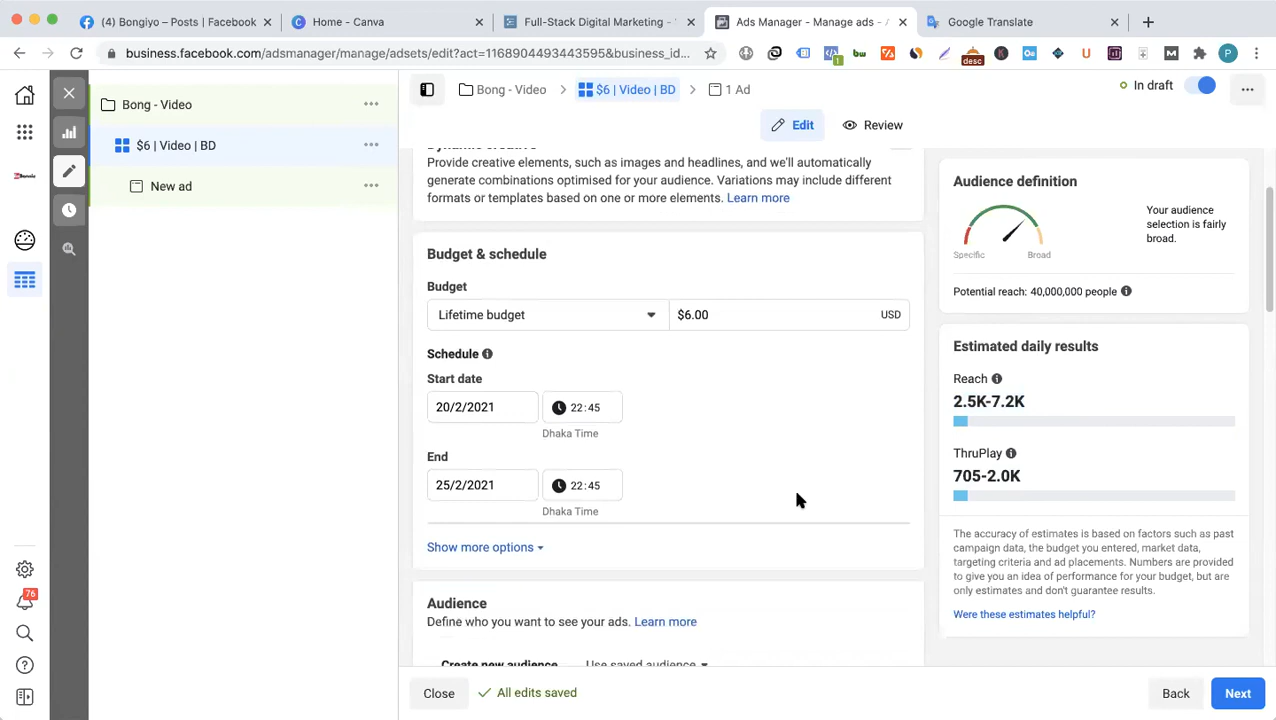 (4) Bongiyo – Posts | Facebook
Home - Canva
Full-Stack Digital Marketing -
Ads Manager - Manage ads -
Google Translate
business.facebook.com/adsmanager/manage/adsets/edit?act=1168904493443595&business_id...
Bong - Video
$6 | Video | BD
1 Ad
In draft
Edit
Review
Bong - Video
$6 | Video | BD
New ad
Dynamic creative
Provide creative elements, such as images and headlines, and we'll automatically
generate combinations optimised for your audience. Variations may include different
formats or templates based on one or more elements. Learn more
Budget & schedule
Budget
Lifetime budget
$6.00
USD
Schedule
Start date
20/2/2021
22:45
Dhaka Time
End
25/2/2021
22:45
Dhaka Time
Show more options
Audience
Define who you want to see your ads. Learn more
Create new audience
Use saved audience
Audience definition
Your audience
selection is fairly
broad.
Specific
Broad
Potential reach: 40,000,000 people
Estimated daily results
Reach
2.5K-7.2K
ThruPlay
705-2.0K
The accuracy of estimates is based on factors such as past
campaign data, the budget you entered, market data,
targeting criteria and ad placements. Numbers are provided
to give you an idea of performance for your budget, but are
only estimates and don't guarantee results.
Were these estimates helpful?
76
Close
All edits saved
Back
Next